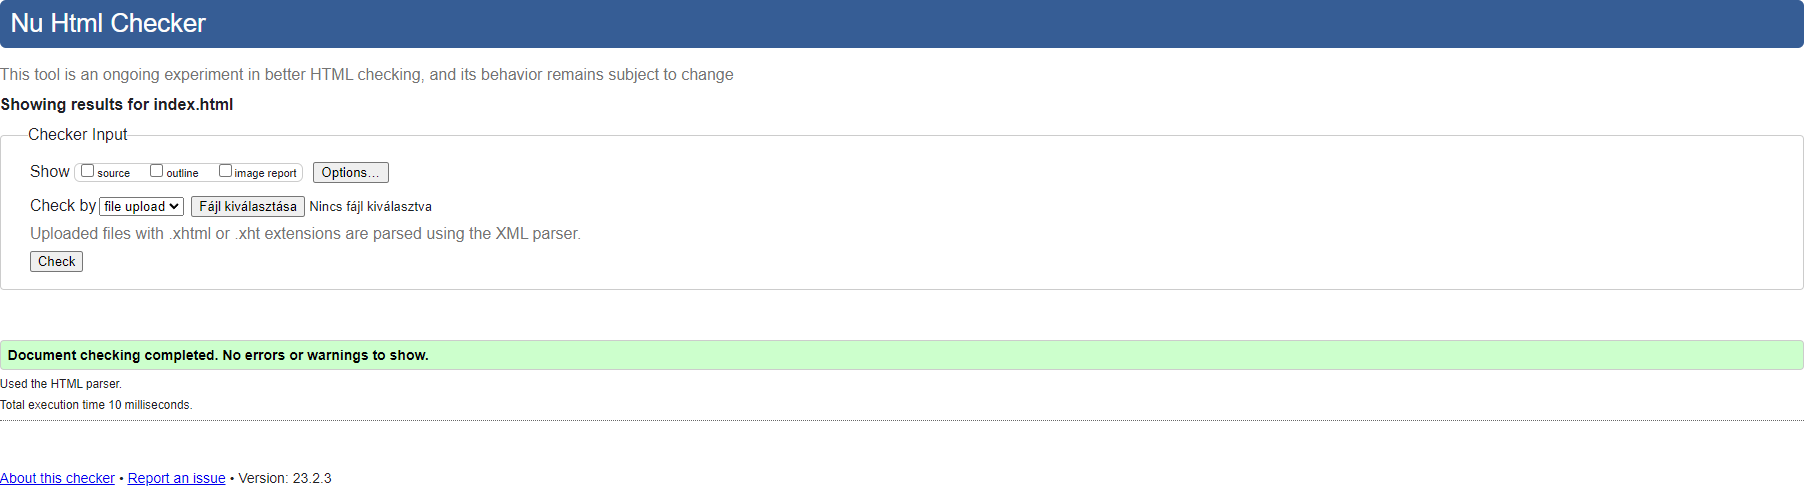 Nu Html Checker
This tool is an ongoing experiment in better HTML checking, and its behavior remains subject to change
Showing results for index.html
Checker Input
Show source outline image report Options...
Check by file upload Fájl kiválasztása Nincs fájl kiválasztva
Uploaded files with .xhtml or .xht extensions are parsed using the XML parser.
Check
Document checking completed. No errors or warnings to show.
Used the HTML parser.
Total execution time 10 milliseconds.
About this checker • Report an issue • Version: 23.2.3